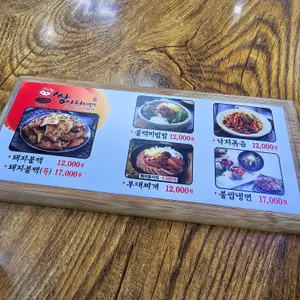 돼지불백 12,000원
돼지불백(특) 17,000원
불백비빔밥 12,000원
부대찌개 12,000원
낙지볶음 12,000원
불쌈냉면 17,000원